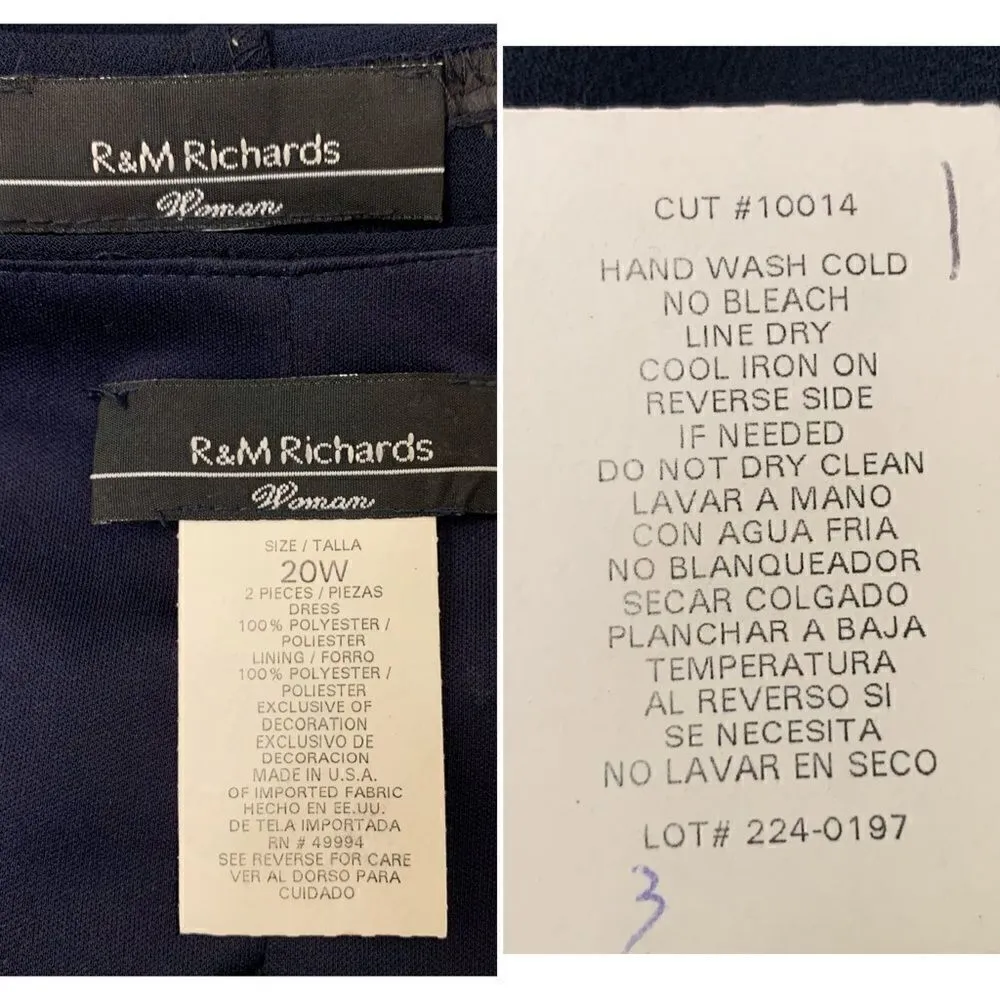 R&M Richards
Woman
R&M Richards
Woman
SIZE / TALLA
20W
2 PIECES / PIEZAS
DRESS
100% POLYESTER /
POLIESTER
LINING / FORRO
100% POLYESTER /
POLIESTER
EXCLUSIVE OF
DECORATION
EXCLUSIVO DE
DECORACION
MADE IN U.S.A.
OF IMPORTED FABRIC
HECHO EN EE.UU.
DE TELA IMPORTADA
RN # 49994
SEE REVERSE FOR CARE
VER AL DORSO PARA
CUIDADO
CUT #10014
HAND WASH COLD
NO BLEACH
LINE DRY
COOL IRON ON
REVERSE SIDE
IF NEEDED
DO NOT DRY CLEAN
LAVAR A MANO
CON AGUA FRIA
NO BLANQUEADOR
SECAR COLGADO
PLANCHAR A BAJA
TEMPERATURA
AL REVERSO SI
SE NECESITA
NO LAVAR EN SECO
LOT# 224-0197
3